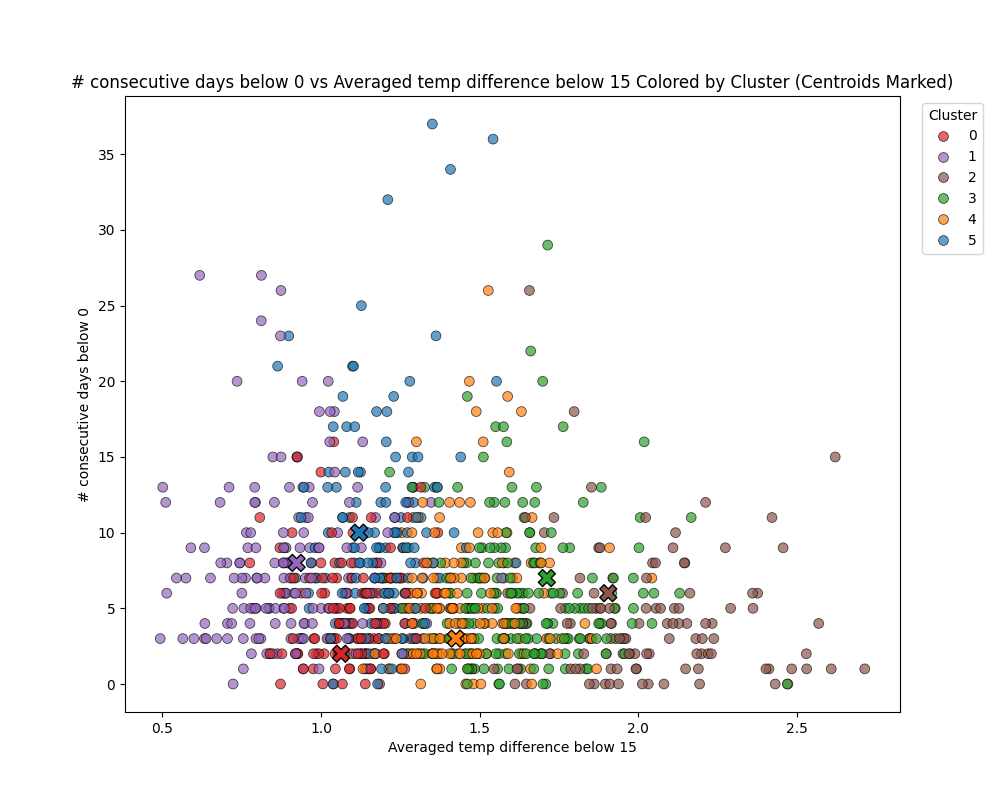 # consecutive days below 0 vs Averaged temp difference below 15 Colored by Cluster (Centroids Marked)
Cluster
0
1
2
3
4
5
# consecutive days below 0
35
30
25
20
15
10
5
0
0.5 1.0 1.5 2.0 2.5
Averaged temp difference below 15